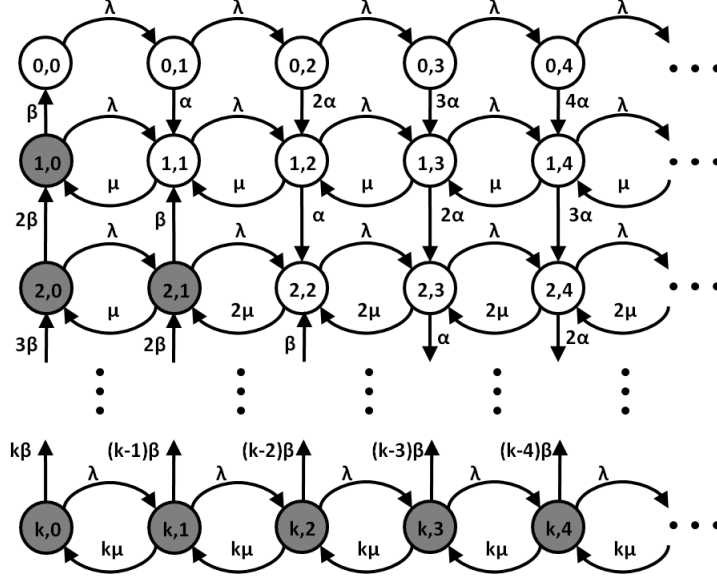 λ λ λ λ λ
0,0 0,1 0,2 0,3 0,4
β α 2α 3α 4α
λ λ λ λ λ
1,0 1,1 1,2 1,3 1,4
μ μ μ μ μ
2β β α 2α 3α
λ λ λ λ λ
2,0 2,1 2,2 2,3 2,4
μ 2μ 2μ 2μ 2μ
3β 2β β α 2α
kβ (k-1)β (k-2)β (k-3)β (k-4)β
λ λ λ λ λ
k,0 k,1 k,2 k,3 k,4
kμ kμ kμ kμ kμ